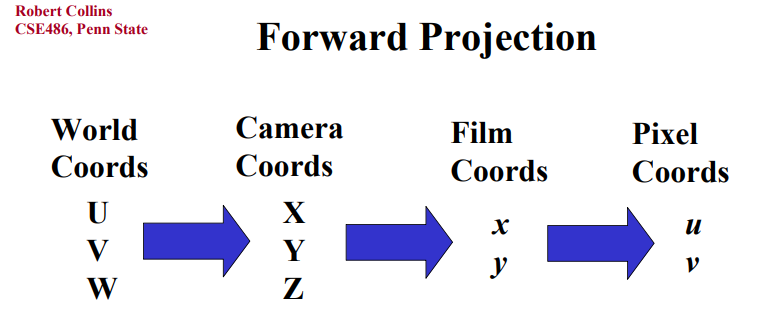 Robert Collins
CSE486, Penn State
Forward Projection
World
Coords
U
V
W
Camera
Coords
X
Y
Z
Film
Coords
x
y
Pixel
Coords
u
v